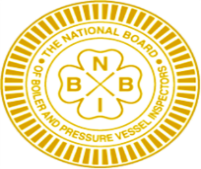 THE NATIONAL BOARD
OF BOILER AND PRESSURE VESSEL INSPECTORS
N
B B
I